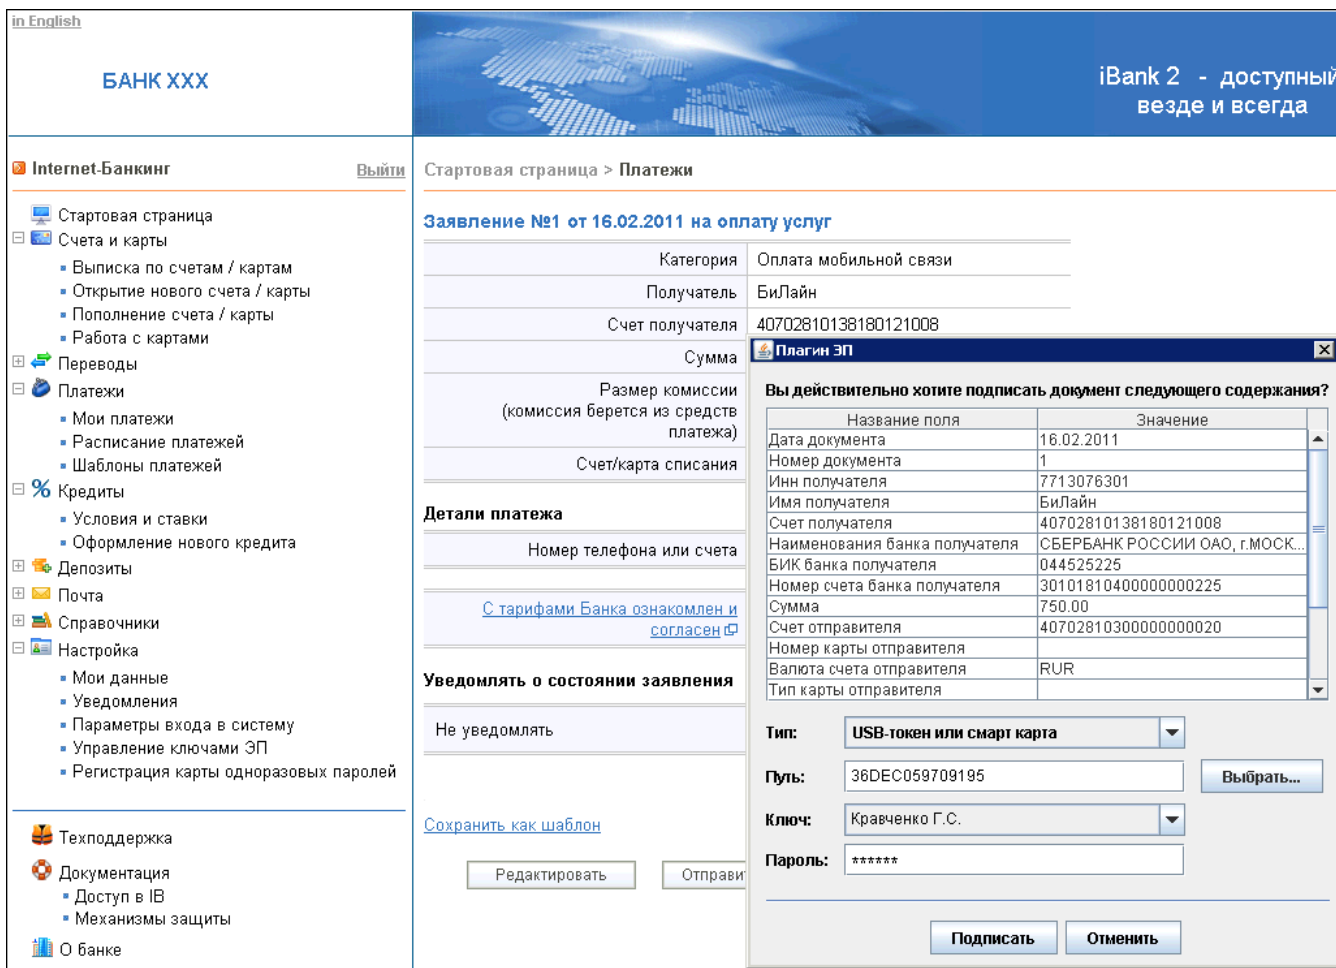 in English
БАНК XXX
iBank 2 - доступный
везде и всегда
Internet-Банкинг
Выйти
Стартовая страница
Счета и карты
Выписка по счетам / картам
Открытие нового счета / карты
Пополнение счета / карты
Работа с картами
Переводы
Платежи
Мои платежи
Расписание платежей
Шаблоны платежей
Кредиты
Условия и ставки
Оформление нового кредита
Депозиты
Почта
Справочники
Настройка
Мои данные
Уведомления
Параметры входа в систему
Управление ключами ЭП
Регистрация карты одноразовых паролей
Техподдержка
Документация
Доступ в IB
Механизмы защиты
О банке
Стартовая страница > Платежи
Заявление №1 от 16.02.2011 на оплату услуг
Категория Оплата мобильной связи
Получатель БиЛайн
Счет получателя 40702810138180121008
Сумма
Размер комиссии
(комиссия берется из средств
платежа)
Счет/карта списания
Детали платежа
Номер телефона или счета
С тарифами Банка ознакомлен и
согласен
Уведомлять о состоянии заявления
Не уведомлять
Сохранить как шаблон
Редактировать
Отправи
Плагин ЭП
Вы действительно хотите подписать документ следующего содержания?
Название поля Значение
Дата документа 16.02.2011
Номер документа 1
Инн получателя 7713076301
Имя получателя БиЛайн
Счет получателя 40702810138180121008
Наименования банка получателя СБЕРБАНК РОССИИ ОАО, г.МОСК...
БИК банка получателя 044525225
Номер счета банка получателя 30101810400000000225
Сумма 750.00
Счет отправителя 40702810300000000020
Номер карты отправителя
Валюта счета отправителя RUR
Тип карты отправителя
Тип: USB-токен или смарт карта
Путь: 36DEC059709195 Выбрать...
Ключ: Кравченко Г.С.
Пароль: ******
Подписать Отменить